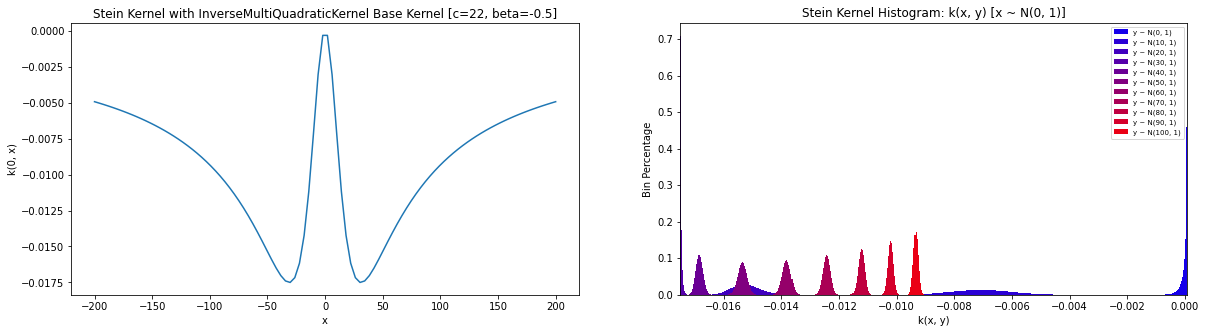 Stein Kernel with InverseMultiQuadraticKernel Base Kernel [c=22, beta=-0.5]
0.0000
−0.0025
−0.0050
−0.0075
−0.0100
−0.0125
−0.0150
−0.0175
k(0, x)
−200
−150
−100
−50
0
50
100
150
200
x
Stein Kernel Histogram: k(x, y) [x ~ N(0, 1)]
0.7
0.6
0.5
0.4
0.3
0.2
0.1
0.0
Bin Percentage
y ~ N(0, 1)
y ~ N(10, 1)
y ~ N(20, 1)
y ~ N(30, 1)
y ~ N(40, 1)
y ~ N(50, 1)
y ~ N(60, 1)
y ~ N(70, 1)
y ~ N(80, 1)
y ~ N(90, 1)
y ~ N(100, 1)
−0.016
−0.014
−0.012
−0.010
−0.008
−0.006
−0.004
−0.002
0.000
k(x, y)